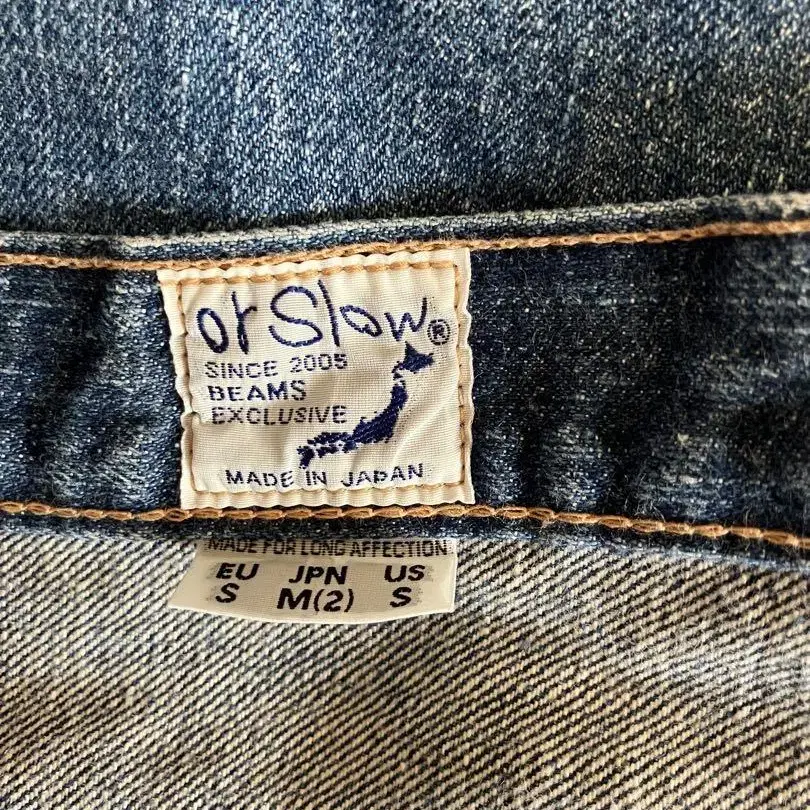 orSlow®
SINCE 2005
BEAMS
EXCLUSIVE
MADE IN JAPAN
MADE FOR LONG AFFECTION
EU JPN US
S M(2) S